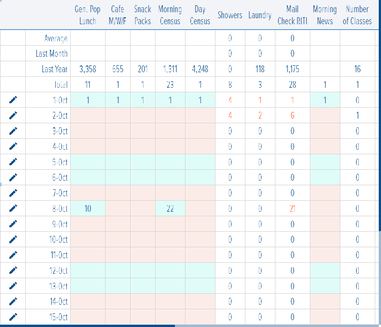 Gen. Pop Lunch Cafe M/W/F Snack Packs Morning Census Day Census Showers Laundry Mail Check RITI Morning News Number of Classes
Average 0 0 0
Last Month 0 0 0
Last Year 3,358 655 201 1,311 4,248 0 118 1,175 16
Total 11 1 1 23 1 8 3 28 1 1
1-Oct 1 1 1 1 1 4 1 1 1 0
2-Oct 4 2 6 1
3-Oct 0 0 0 0
4-Oct 0 0 0 0
5-Oct 0 0 0 0
6-Oct 0 0 0 0
7-Oct 0 0 0 0
8-Oct 10 22 0 0 21 0
9-Oct 0 0 0 0
10-Oct 0 0 0 0
11-Oct 0 0 0 0
12-Oct 0 0 0 0
13-Oct 0 0 0 0
14-Oct 0 0 0 0
15-Oct 0 0 0 0